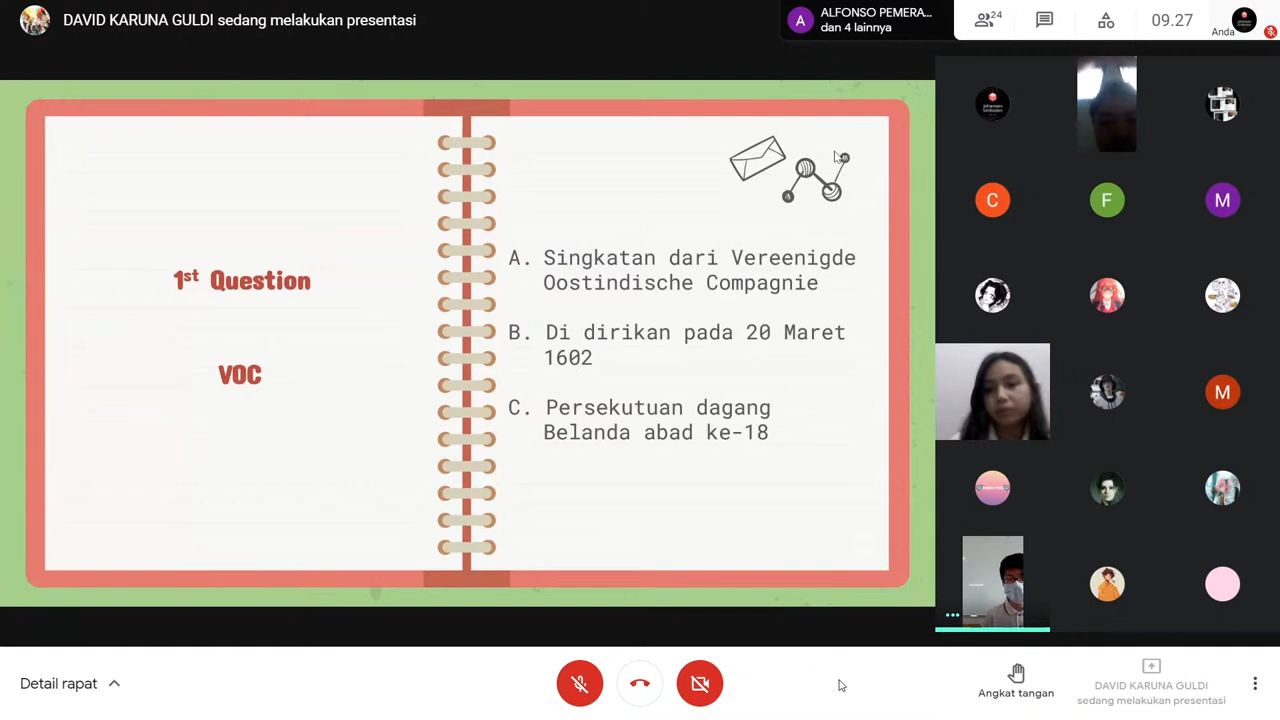 DAVID KARUNA GULDI sedang melakukan presentasi
A
ALFONSO PEMERA...
dan 4 lainnya
24
09.27
Anda
1st Question
VOC
A. Singkatan dari Vereenigde
Oostindische Compagnie
B. Di dirikan pada 20 Maret
1602
C. Persekutuan dagang
Belanda abad ke-18
C
F
M
M
Detail rapat
Angkat tangan
DAVID KARUNA GULDI
sedang melakukan presentasi